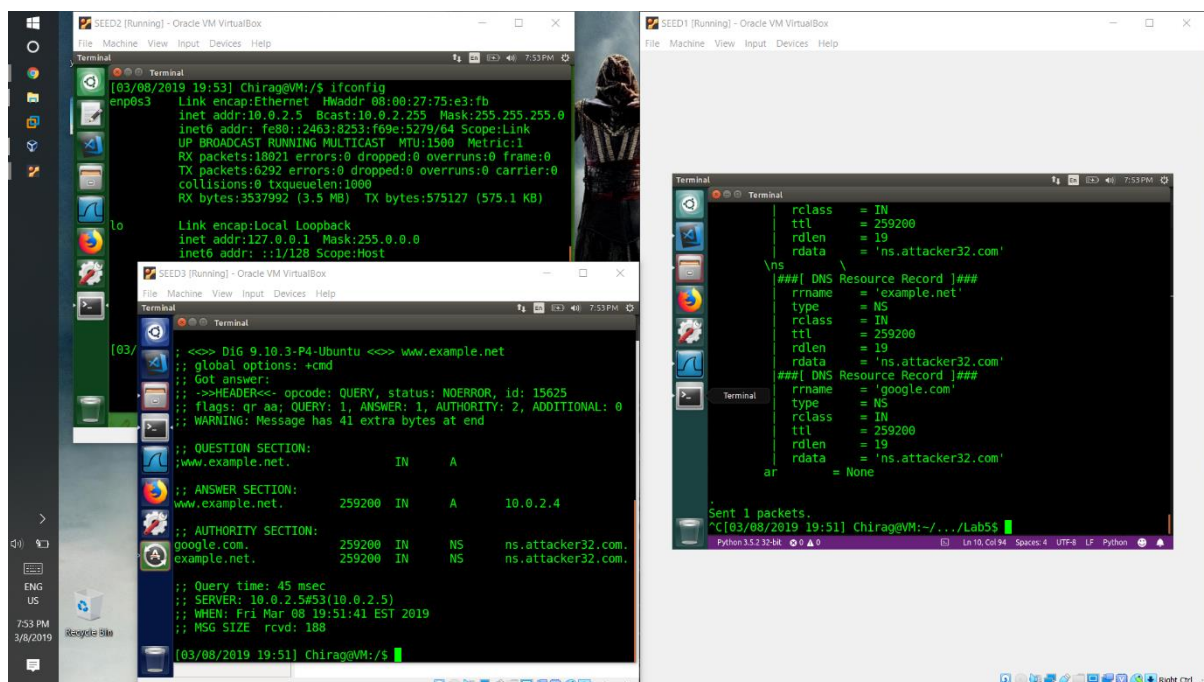 SEED2 [Running] - Oracle VM VirtualBox
File Machine View Input Devices Help
Terminal
7:53PM
Terminal
[03/08/2019 19:53] Chirag@VM:/$ ifconfig
enp0s3 Link encap:Ethernet HWaddr 08:00:27:75:e3:fb
inet addr:10.0.2.5 Bcast:10.0.2.255 Mask:255.255.255.0
inet6 addr: fe80::2463:8253:f69e:5279/64 Scope:Link
UP BROADCAST RUNNING MULTICAST MTU:1500 Metric:1
RX packets:18021 errors:0 dropped:0 overruns:0 frame:0
TX packets:6292 errors:0 dropped:0 overruns:0 carrier:0
collisions:0 txqueuelen:1000
RX bytes:3537992 (3.5 MB) TX bytes:575127 (575.1 KB)
lo Link encap:Local Loopback
inet addr:127.0.0.1 Mask:255.0.0.0
inet6 addr: ::1/128 Scope:Host
[03/
SEED3 [Running] - Oracle VM VirtualBox
File Machine View Input Devices Help
Terminal
En 7:53PM
Terminal
; <<>> DiG 9.10.3-P4-Ubuntu <<>> www.example.net
;; global options: +cmd
;; Got answer:
;; ->>HEADER<<- opcode: QUERY, status: NOERROR, id: 15625
;; flags: qr aa; QUERY: 1, ANSWER: 1, AUTHORITY: 2, ADDITIONAL: 0
;; WARNING: Message has 41 extra bytes at end
;; QUESTION SECTION:
;www.example.net. IN A
;; ANSWER SECTION:
www.example.net. 259200 IN A 10.0.2.4
;; AUTHORITY SECTION:
google.com. 259200 IN NS ns.attacker32.com.
example.net. 259200 IN NS ns.attacker32.com.
;; Query time: 45 msec
;; SERVER: 10.0.2.5#53(10.0.2.5)
;; WHEN: Fri Mar 08 19:51:41 EST 2019
;; MSG SIZE rcvd: 188
[03/08/2019 19:51] Chirag@VM:/$
SEED1 [Running] - Oracle VM VirtualBox
File Machine View Input Devices Help
Terminal
7:53PM
Terminal
| rclass = IN
| ttl = 259200
| rdlen = 19
| rdata = 'ns.attacker32.com'
\ns \
|###[ DNS Resource Record ]###
| rrname = 'example.net'
| type = NS
| rclass = IN
| ttl = 259200
| rdlen = 19
| rdata = 'ns.attacker32.com'
|###[ DNS Resource Record ]###
| rrname = 'google.com'
| type = NS
| rclass = IN
| ttl = 259200
| rdlen = 19
| rdata = 'ns.attacker32.com'
ar = None
Terminal
.
Sent 1 packets.
^C[03/08/2019 19:51] Chirag@VM:~/.../Lab5$
Python 3.5.2 32-bit 0 0 Ln 10, Col 94 Spaces: 4 UTF-8 LF Python
ENG
US
7:53 PM
3/8/2019
Recycle Bin
Right Ctrl